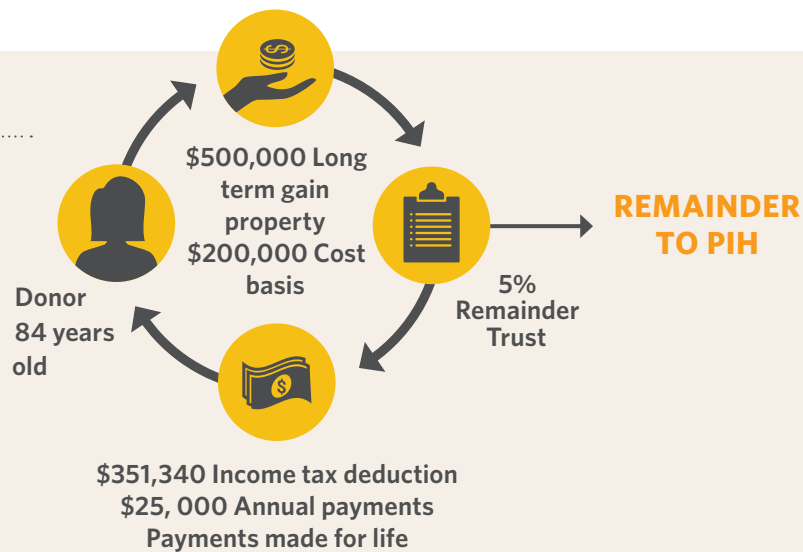 $500,000 Long
term gain
property
$200,000 Cost
basis
Donor
84 years
old
5%
Remainder
Trust
REMAINDER
TO PIH
$351,340 Income tax deduction
$25, 000 Annual payments
Payments made for life